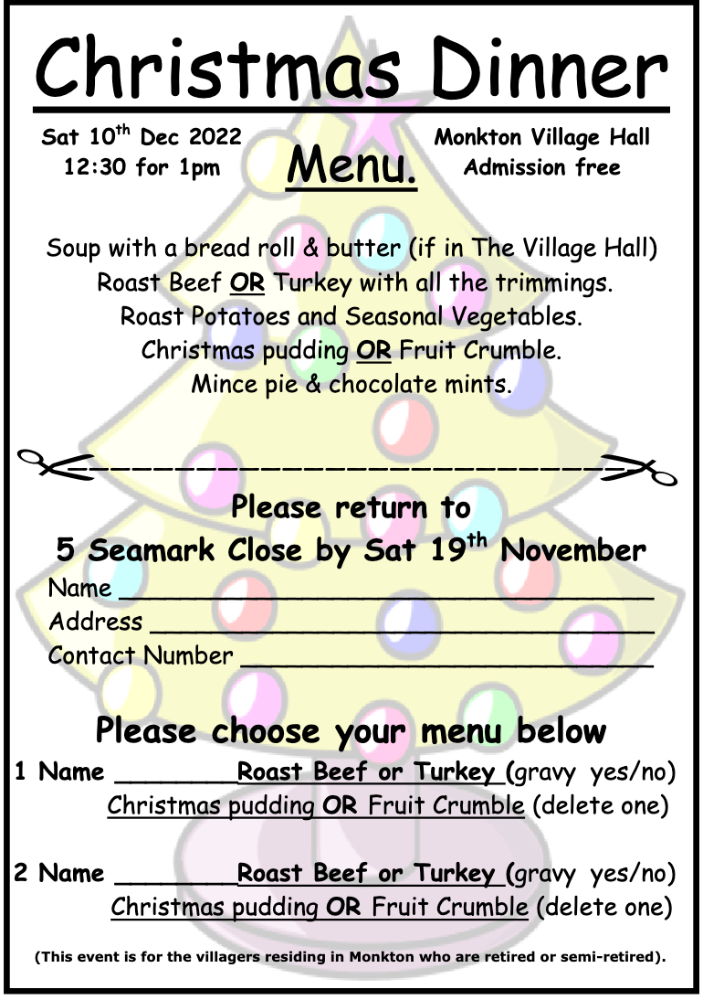 Christmas Dinner
Sat 10th Dec 2022
12:30 for 1pm
Menu.
Monkton Village Hall
Admission free
Soup with a bread roll & butter (if in The Village Hall)
Roast Beef OR Turkey with all the trimmings.
Roast Potatoes and Seasonal Vegetables.
Christmas pudding OR Fruit Crumble.
Mince pie & chocolate mints.
Please return to
5 Seamark Close by Sat 19th November
Name ______________________________________
Address ____________________________________
Contact Number _____________________________
Please choose your menu below
1 Name _________Roast Beef or Turkey (gravy yes/no)
Christmas pudding OR Fruit Crumble (delete one)
2 Name _________Roast Beef or Turkey (gravy yes/no)
Christmas pudding OR Fruit Crumble (delete one)
(This event is for the villagers residing in Monkton who are retired or semi-retired).